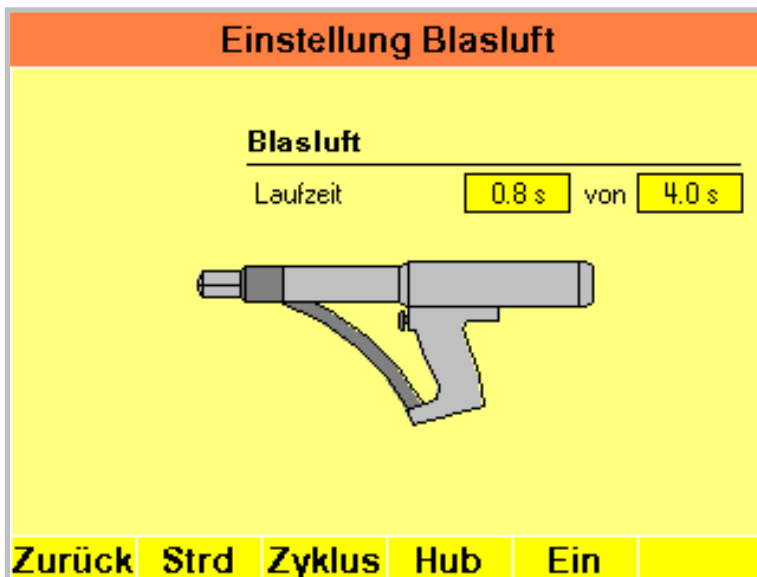 Einstellung Blasluft
Blasluft
Laufzeit 0.8 s von 4.0 s
Zurück Strd Zyklus Hub Ein